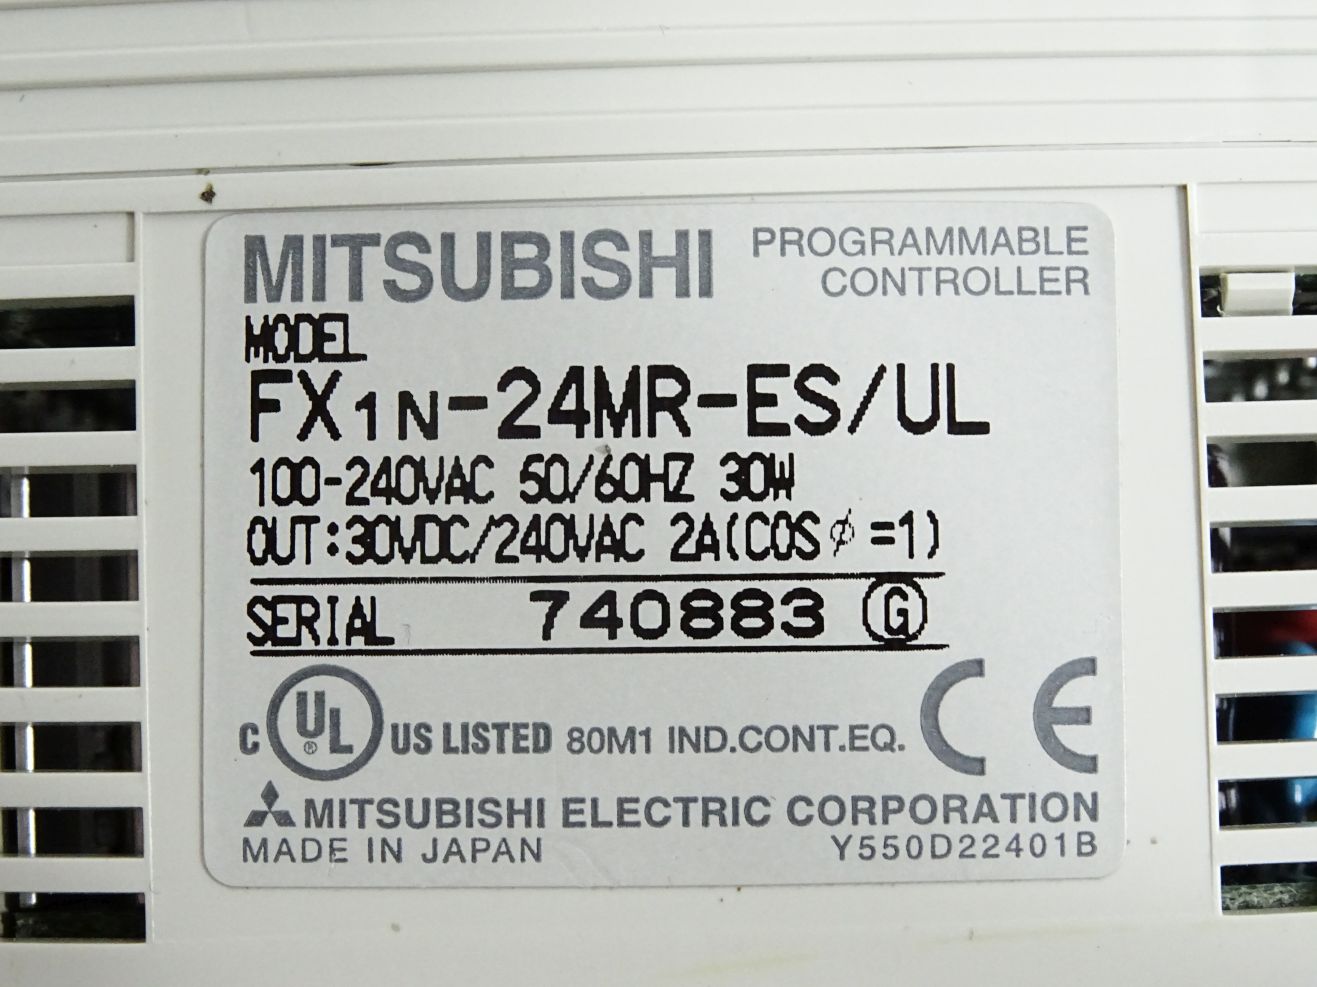 MITSUBISHI
PROGRAMMABLE
CONTROLLER
MODEL
FX1N-24MR-ES/UL
100-240VAC 50/60HZ 30W
OUT:30VDC/240VAC 2A(COSφ=1)
SERIAL 740883 Ⓖ
C UL® US LISTED 80M1 IND.CONT.EQ. CE
MITSUBISHI ELECTRIC CORPORATION
MADE IN JAPAN Y550D22401B